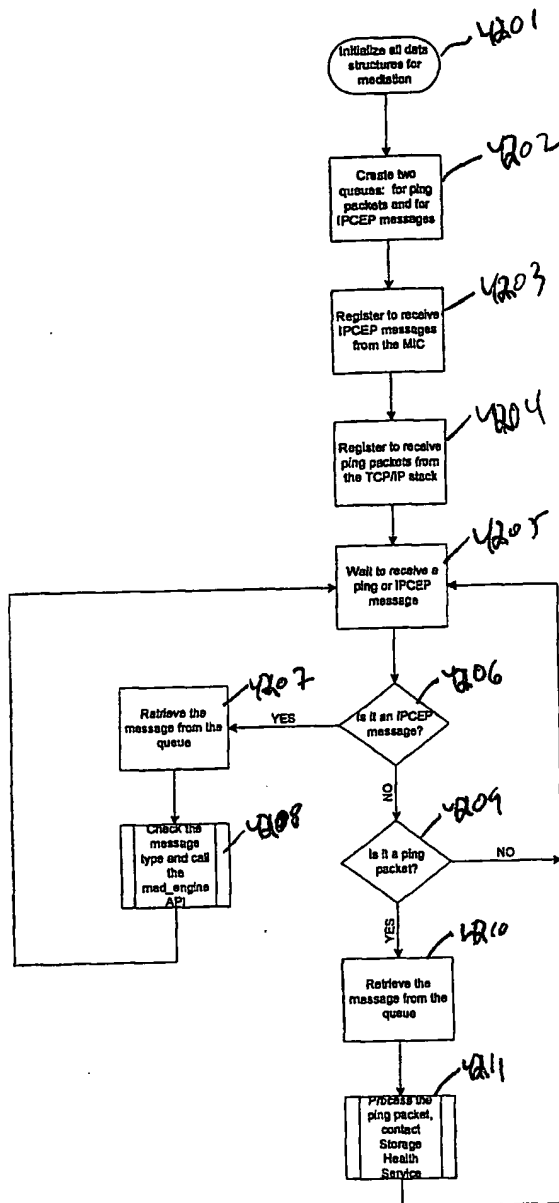 4201
Initialize all data
structures for
mediation
4202
Create two
queues: for ping
packets and for
IPCEP messages
4203
Register to receive
IPCEP messages
from the MIC
4204
Register to receive
ping packets from
the TCP/IP stack
4205
Wait to receive a
ping or IPCEP
message
4206
Is it an IPCEP
message?
YES
4207
Retrieve the
message from the
queue
4208
Check the
message
type and call
the
med_engine
API
NO
4209
Is it a ping
packet?
NO
YES
4210
Retrieve the
message from the
queue
4211
Process the
ping packet,
contact
Storage
Health
Service